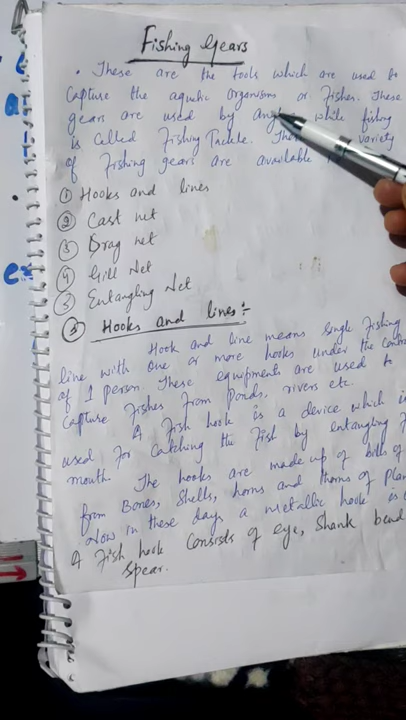 Fishing Gears
• These are the tools which are used to
capture the aquatic organisms or fishes. These
gears are used by while fishing
is called Fishing Tackle. variety
of Fishing gears are available
① Hooks and lines
② Cast net
③ Drag net
④ Gill Net
⑤ Entangling Net
Hooks and lines:-
Hook and line means single fishing
line with one or more hooks under the
of 1 person. These equipments are used to
capture fishes from Ponds, rivers etc.
A Fish hook is a device which is
used for catching the fish by entangling
mouth.
The hooks are made up of of
from Bones, Shells, horns and thorns of
Now in these day a metallic hook is
A Fish hook consists of eye, Shank
Spear.